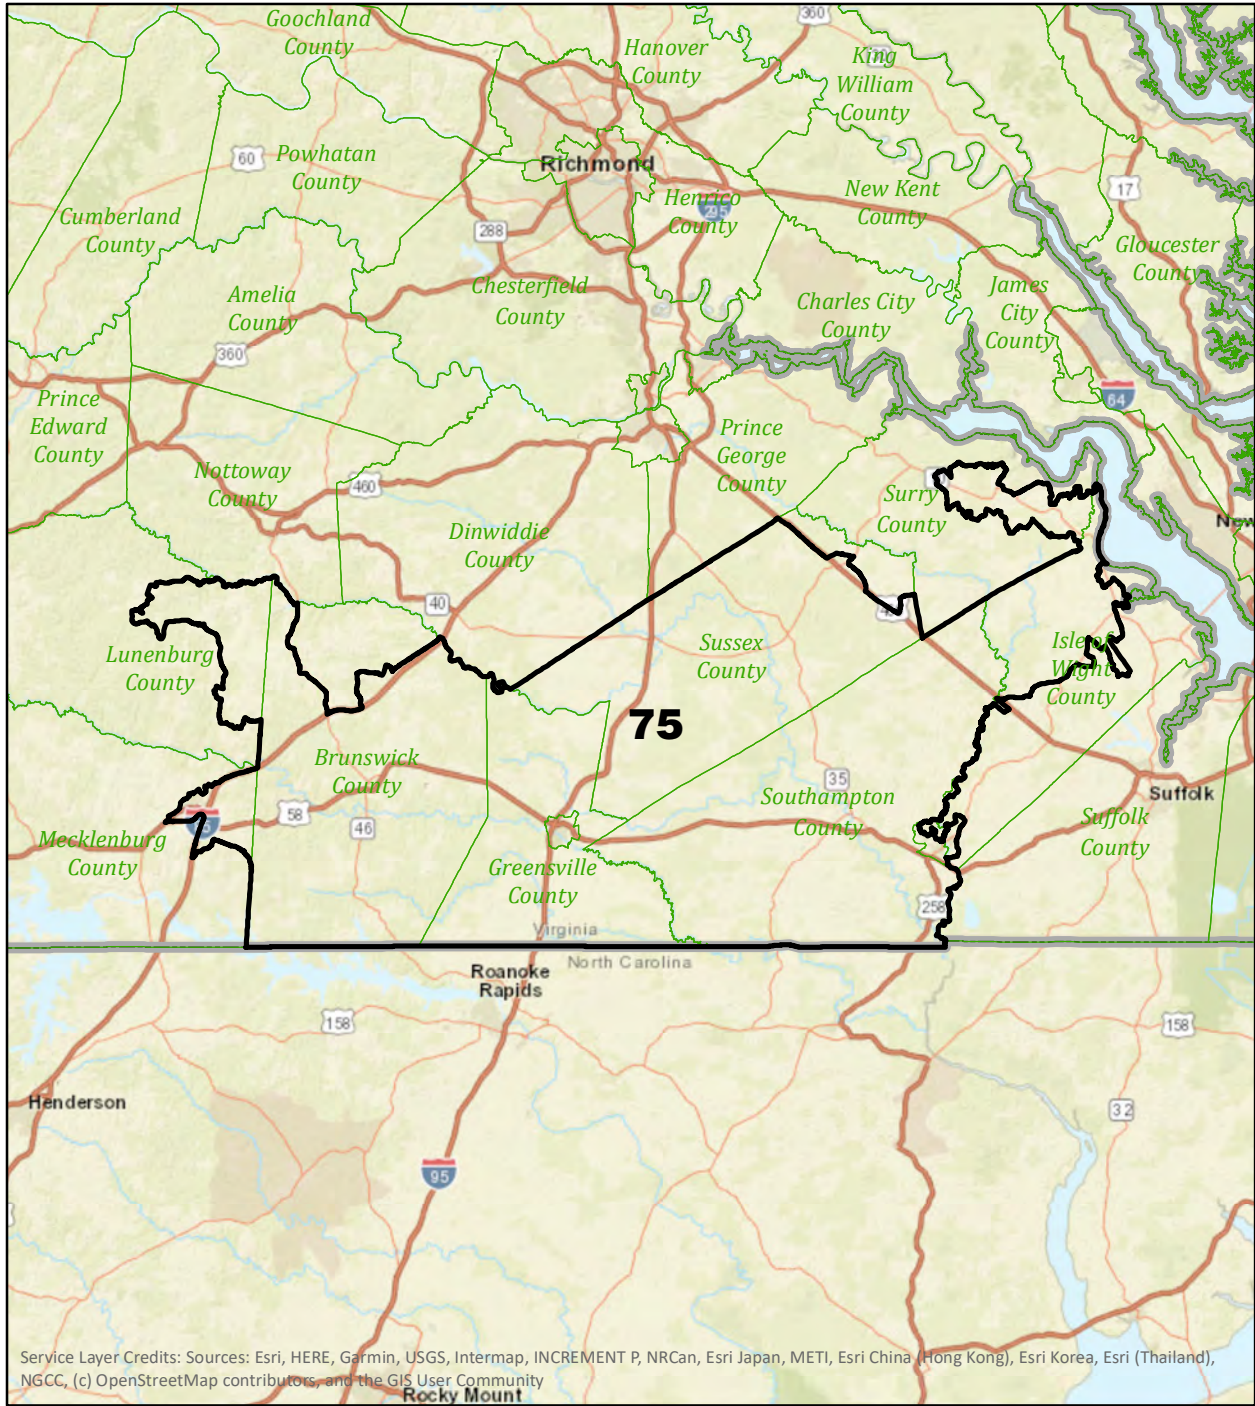 Goochland
County
360
Hanover
County
King
William
County
60
Powhatan
County
Richmond
Henrico
County
295
New Kent
County
17
Cumberland
County
288
Gloucester
County
Amelia
County
Chesterfield
County
Charles City
County
James
City
County
360
64
Prince
Edward
County
Prince
George
County
Nottoway
County
460
Surry
County
New
Dinwiddie
County
40
Sussex
County
Isle of
Wight
County
Lunenburg
County
75
Brunswick
County
35
Southampton
County
Suffolk
58
46
Suffolk
County
Mecklenburg
County
Greensville
County
258
Virginia
North Carolina
Roanoke
Rapids
158
158
Henderson
32
95
Service Layer Credits: Sources: Esri, HERE, Garmin, USGS, Intermap, INCREMENT P, NRCan, Esri Japan, METI, Esri China (Hong Kong), Esri Korea, Esri (Thailand),
NGCC, (c) OpenStreetMap contributors, and the GIS User Community
Rocky Mount